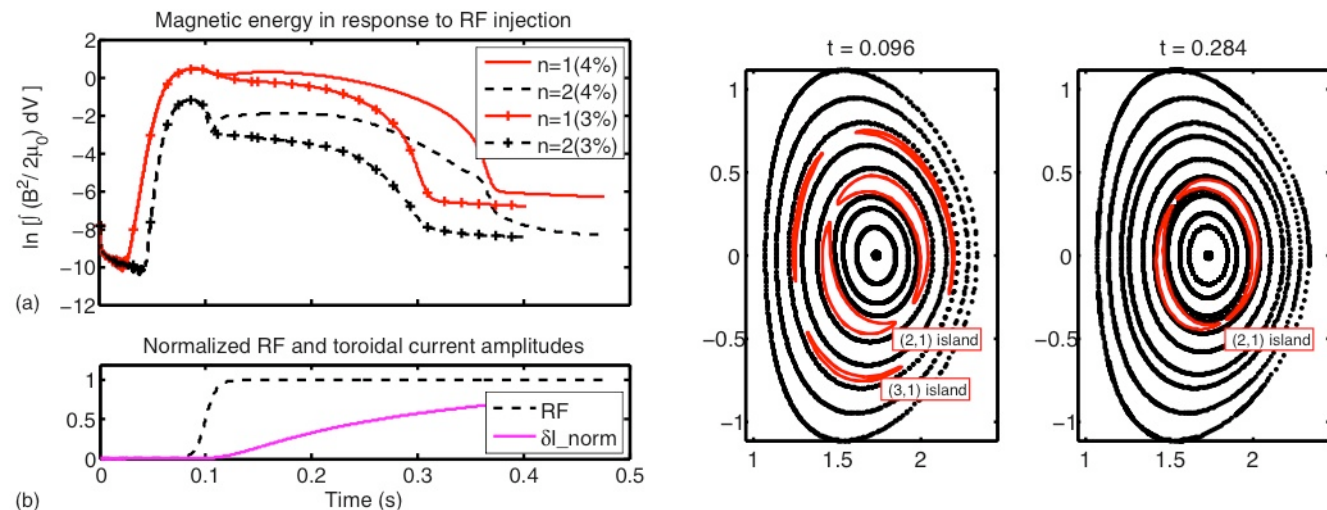 Magnetic energy in response to RF injection
2
0
−2
−4
−6
−8
−10
−12
ln [∫ (B²/ 2μ₀) dV]
n=1(4%)
n=2(4%)
n=1(3%)
n=2(3%)
(a)
Normalized RF and toroidal current amplitudes
1
0.5
0
RF
δI_norm
0 0.1 0.2 0.3 0.4 0.5
Time (s)
(b)
t = 0.096
1
0.5
0
−0.5
−1
(2,1) island
(3,1) island
1 1.5 2
t = 0.284
1
0.5
0
−0.5
−1
(2,1) island
1 1.5 2